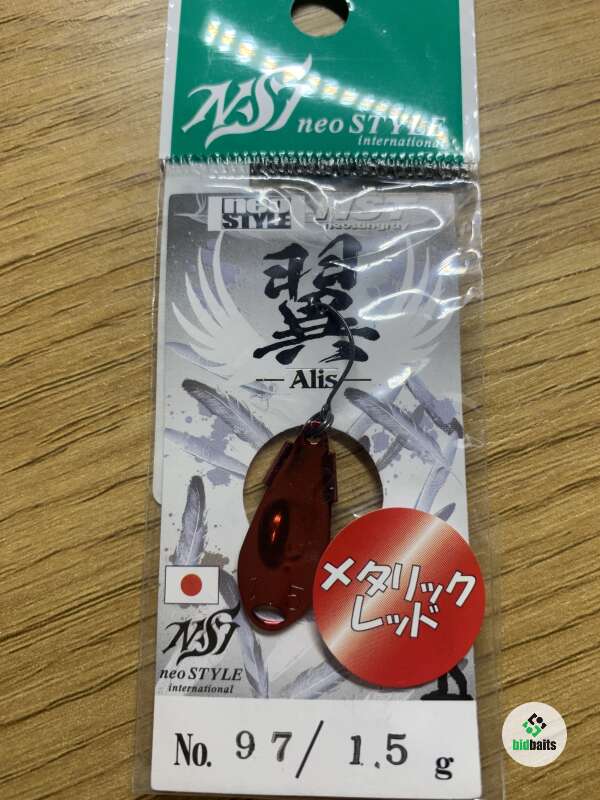 NST
neo STYLE
international
neo
STYLE
NST
neostingray
翼
Alis
メタリック
レッド
NST
neo STYLE
international
No. 97/1.5 g
bidbaits